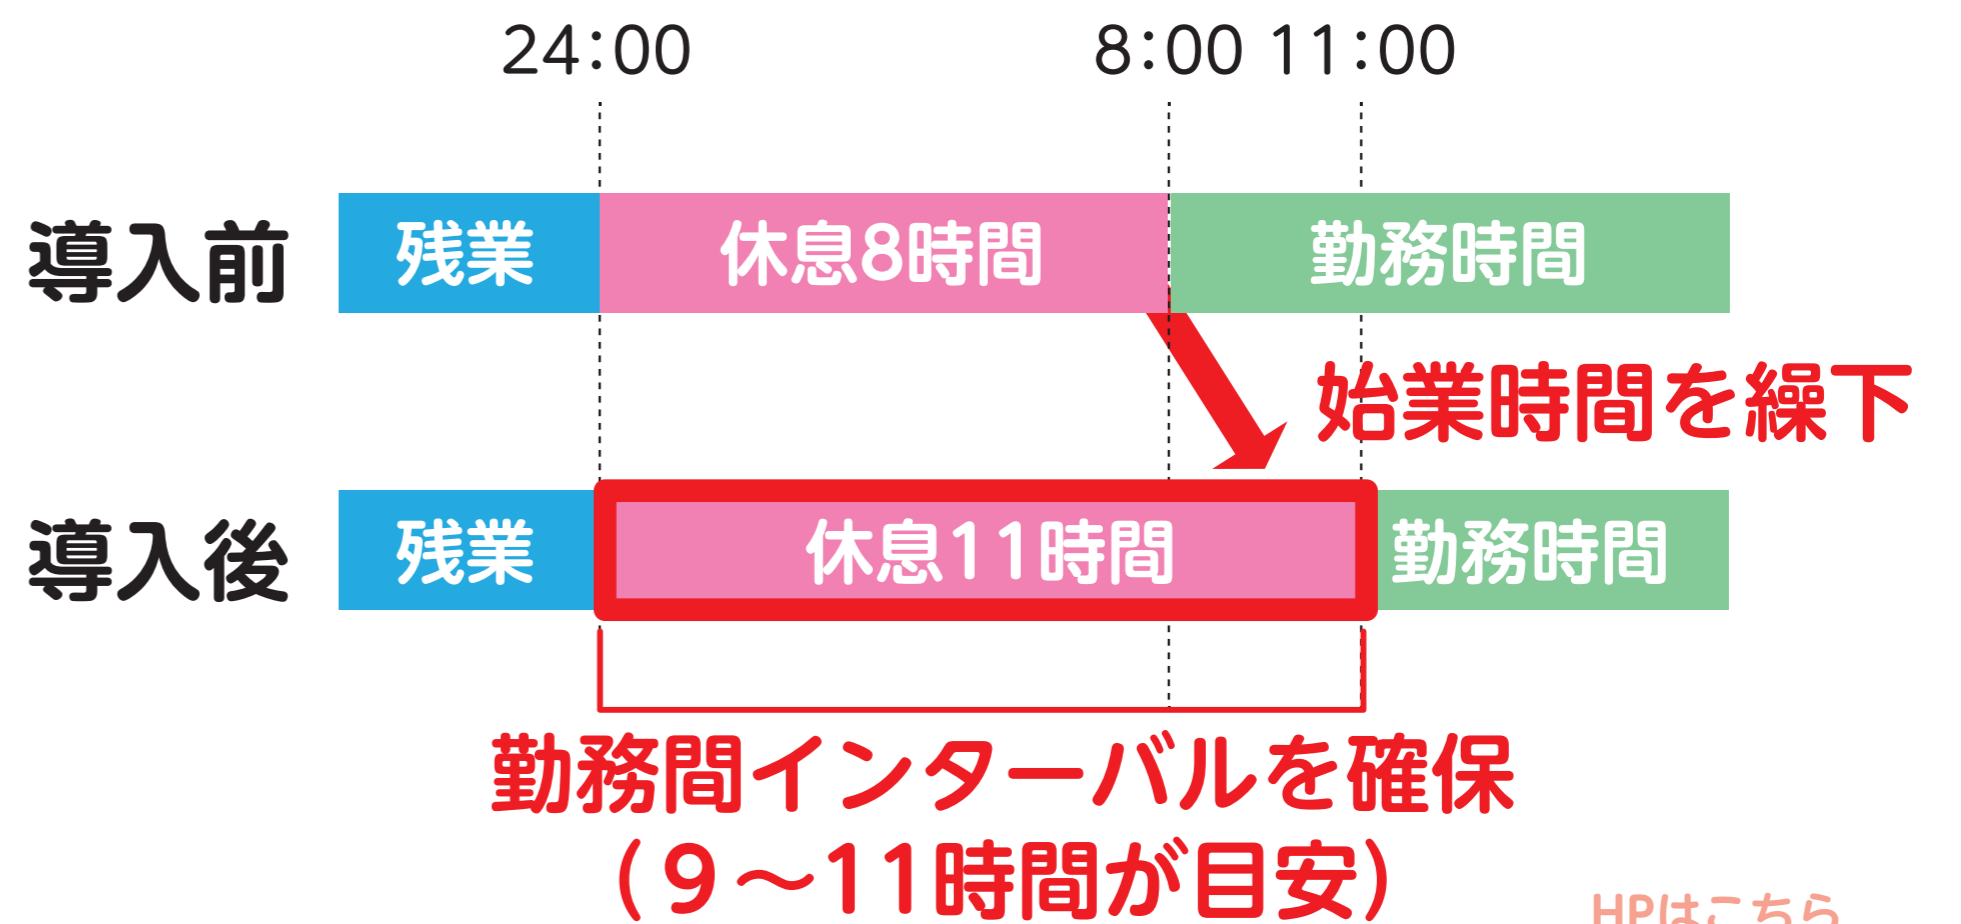 24:00 8:00 11:00
導入前 残業 休息8時間 勤務時間
始業時間を繰下
導入後 残業 休息11時間 勤務時間
勤務間インターバルを確保
(9～11時間が目安)
HPはこちら